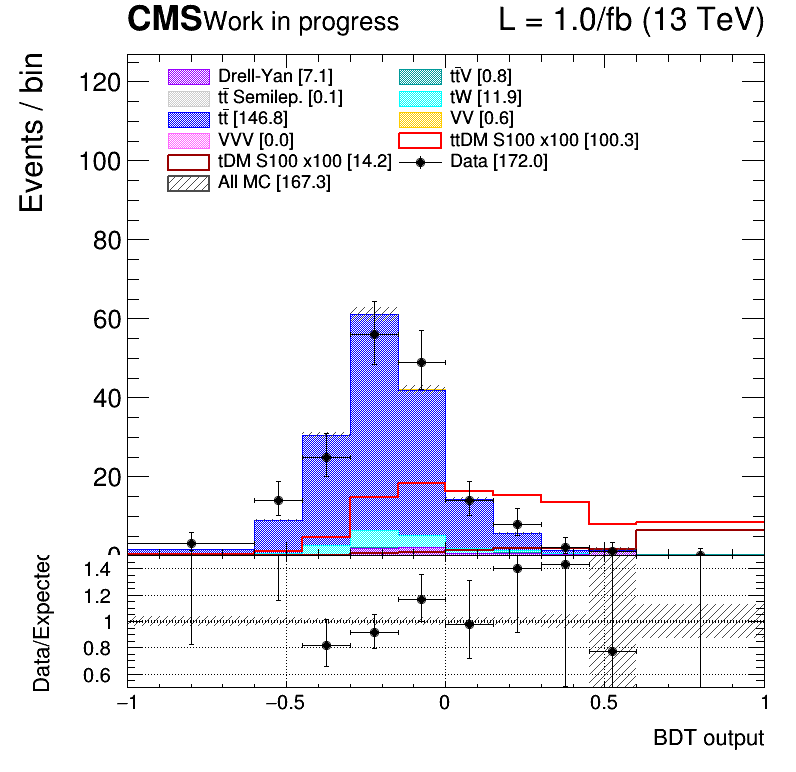 CMS Work in progress L = 1.0/fb (13 TeV)
Events / bin
120
100
80
60
40
20
0
Drell-Yan [7.1] tt̄V [0.8]
tt̄ Semilep. [0.1] tW [11.9]
tt̄ [146.8] VV [0.6]
VVV [0.0] ttDM S100 x100 [100.3]
tDM S100 x100 [14.2] Data [172.0]
All MC [167.3]
Data/Expected
1.4
1.2
1
0.8
0.6
−1 −0.5 0 0.5 1
BDT output